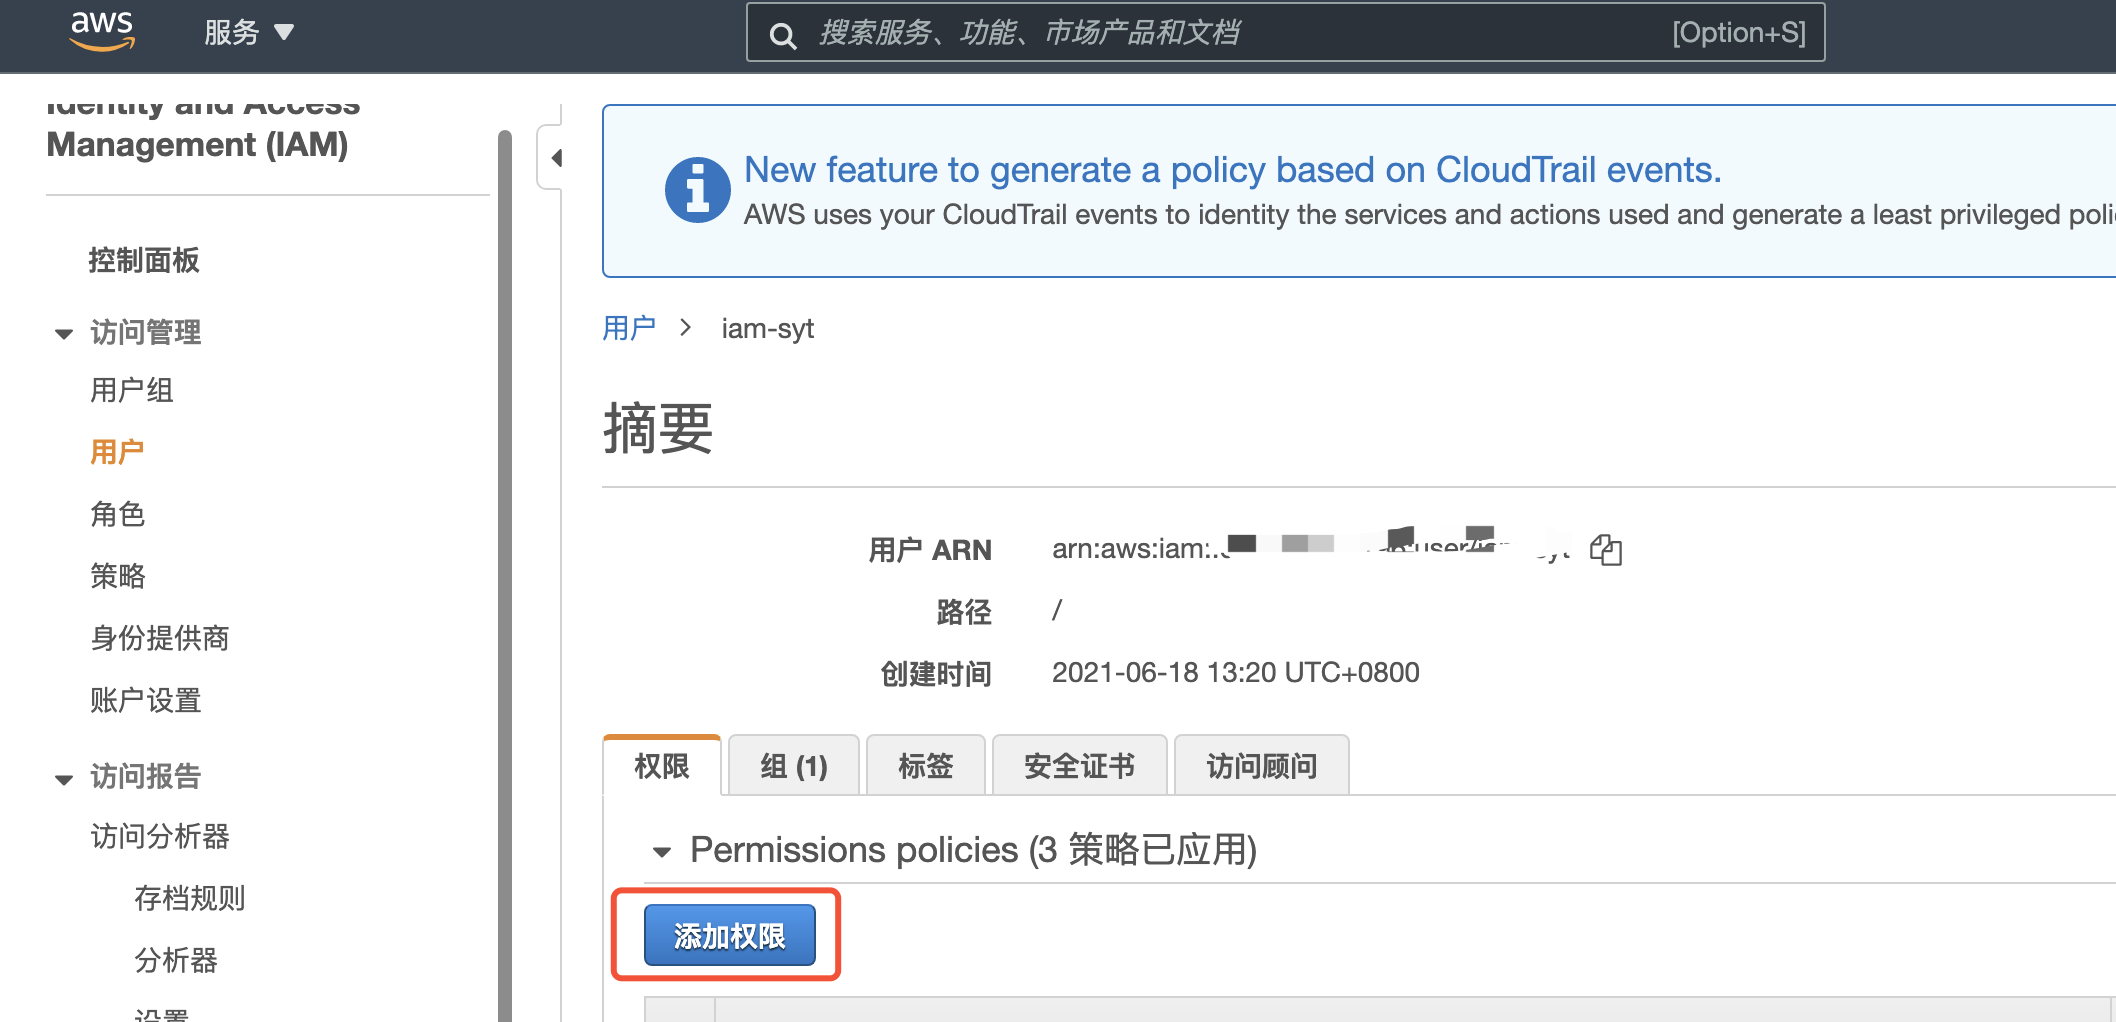 aws
服务
搜索服务、功能、市场产品和文档
[Option+S]
Identity and Access
Management (IAM)
控制面板
访问管理
用户组
用户
角色
策略
身份提供商
账户设置
访问报告
访问分析器
存档规则
分析器
设置
New feature to generate a policy based on CloudTrail events.
AWS uses your CloudTrail events to identity the services and actions used and generate a least privileged poli
用户 > iam-syt
摘要
用户 ARN arn:aws:iam:
路径 /
创建时间 2021-06-18 13:20 UTC+0800
权限 组 (1) 标签 安全证书 访问顾问
Permissions policies (3 策略已应用)
添加权限